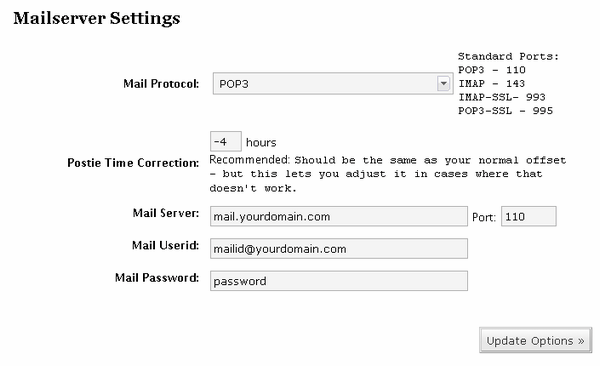 Mailserver Settings
Standard Ports:
Mail Protocol: POP3 POP3 - 110
IMAP - 143
IMAP-SSL- 993
POP3-SSL - 995
-4 hours
Postie Time Correction: Recommended: Should be the same as your normal offset
- but this lets you adjust it in cases where that
doesn't work.
Mail Server: mail.yourdomain.com Port: 110
Mail Userid: mailid@yourdomain.com
Mail Password: password
Update Options »